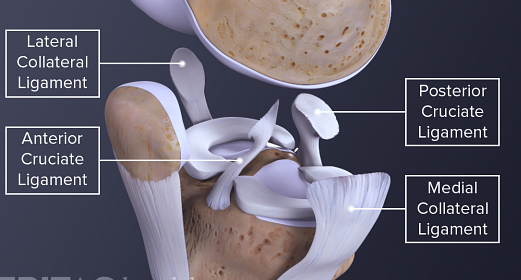 Lateral
Collateral
Ligament
Posterior
Cruciate
Ligament
Anterior
Cruciate
Ligament
Medial
Collateral
Ligament